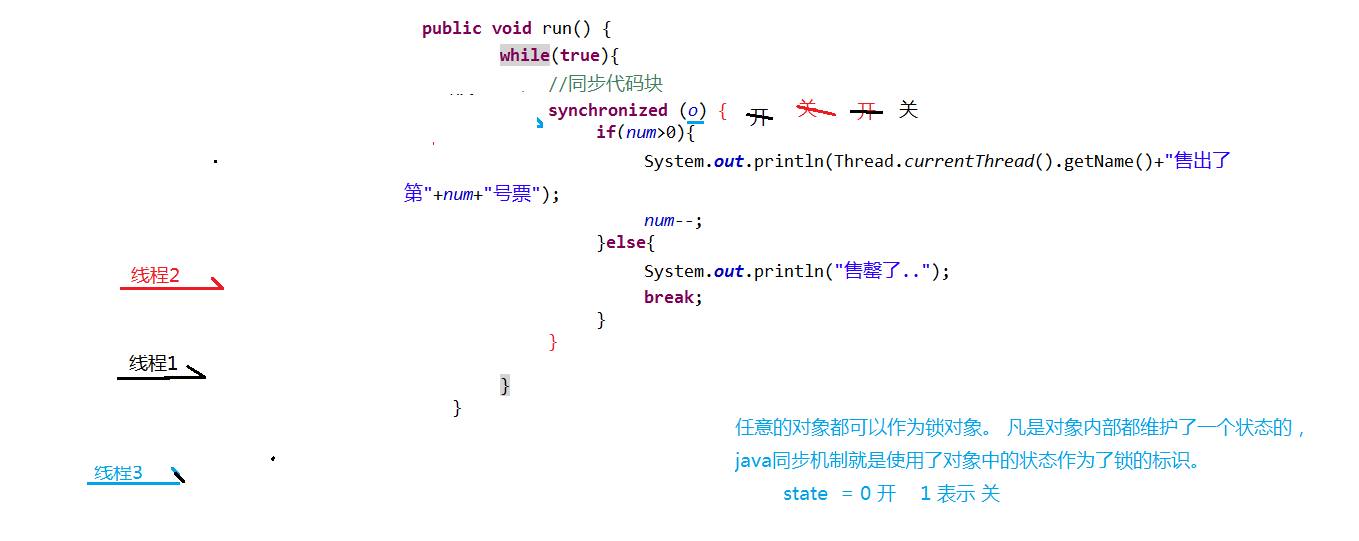 public void run() {
while(true){
//同步代码块
synchronized (o) { 开 关 开 关
if(num>0){
System.out.println(Thread.currentThread().getName()+"售出了
第"+num+"号票");
num--;
}else{
System.out.println("售罄了..");
break;
}
}
}
}
线程2
线程1
线程3
任意的对象都可以作为锁对象。 凡是对象内部都维护了一个状态的，
java同步机制就是使用了对象中的状态作为了锁的标识。
state = 0 开 1 表示 关